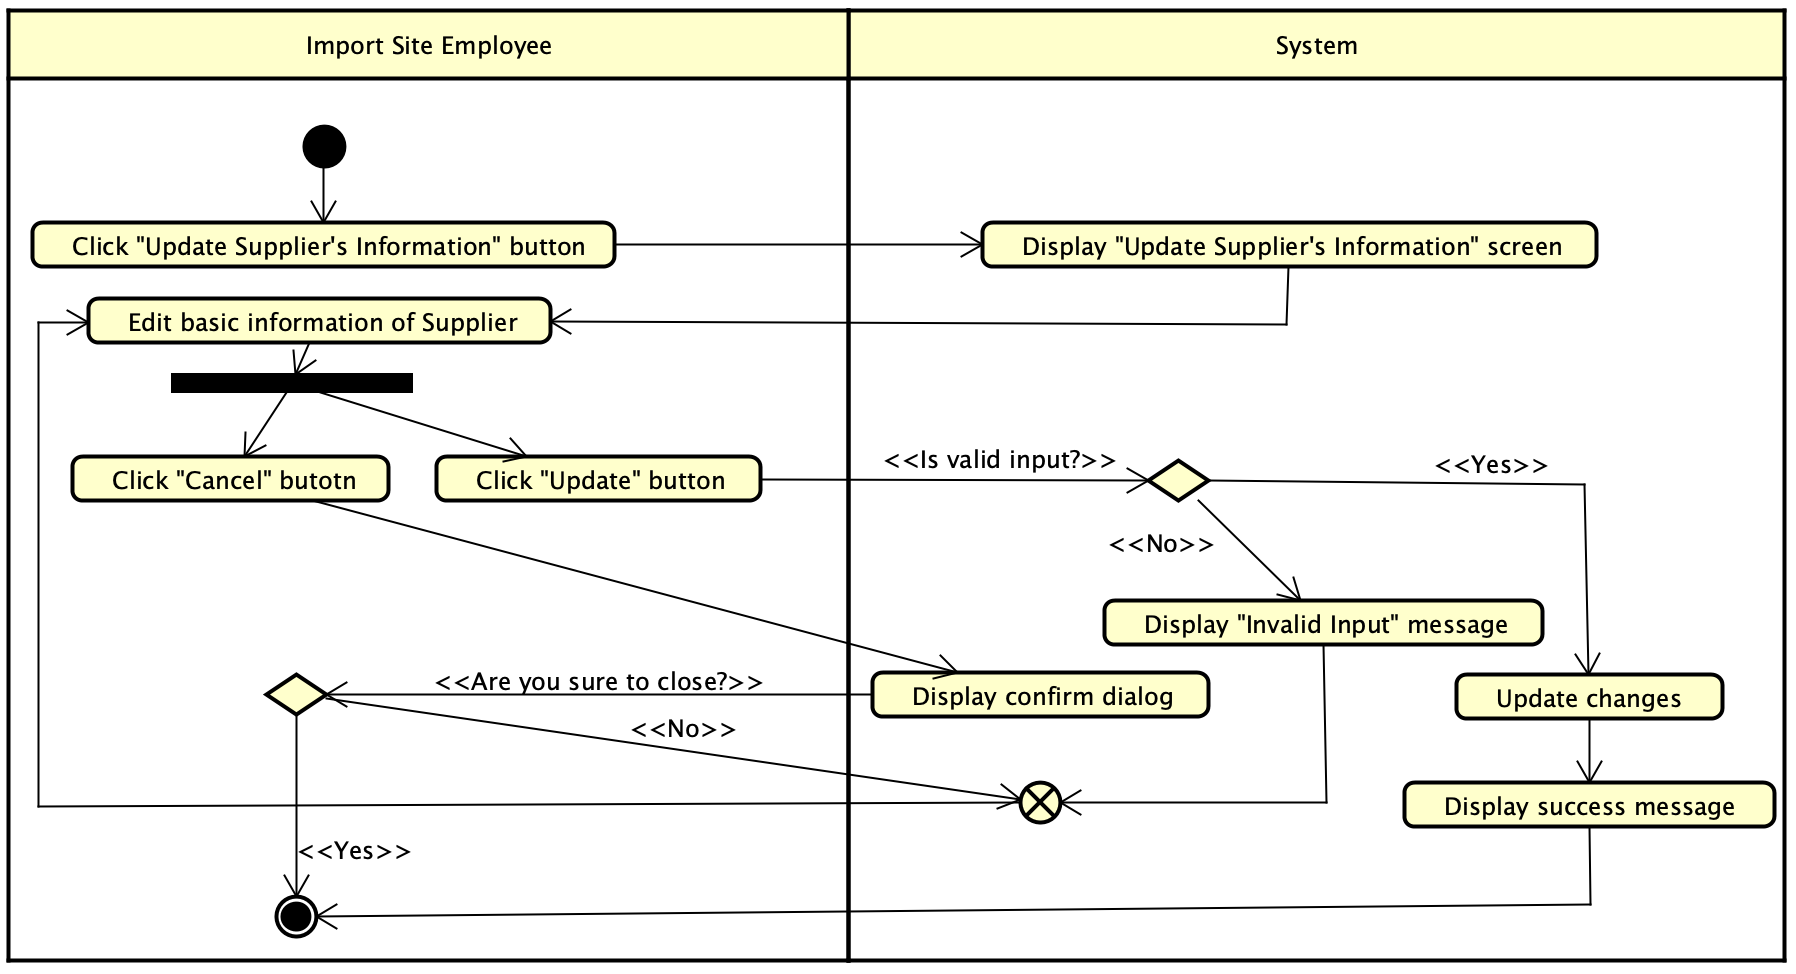 Import Site Employee
System
Click "Update Supplier's Information" button
Display "Update Supplier's Information" screen
Edit basic information of Supplier
Click "Cancel" butotn
Click "Update" button
<<Is valid input?>>
<<Yes>>
<<No>>
Display "Invalid Input" message
<<Are you sure to close?>>
Display confirm dialog
Update changes
<<No>>
Display success message
<<Yes>>